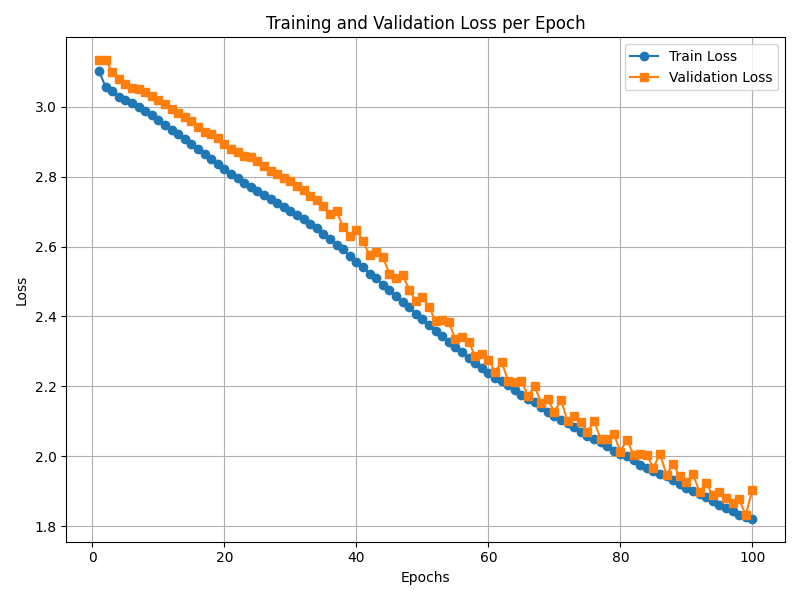 Training and Validation Loss per Epoch
Train Loss
Validation Loss
Loss
3.0
2.8
2.6
2.4
2.2
2.0
1.8
0 20 40 60 80 100
Epochs